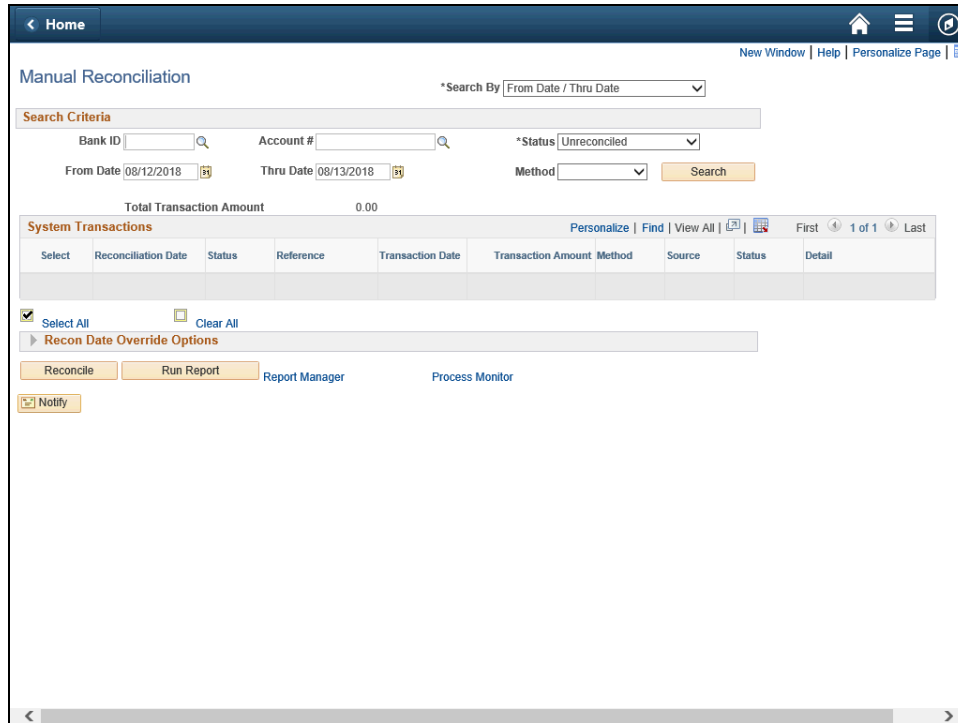 Home
New Window | Help | Personalize Page |
Manual Reconciliation
*Search By From Date / Thru Date
Search Criteria
Bank ID Account # *Status Unreconciled
From Date 08/12/2018 31 Thru Date 08/13/2018 31 Method Search
Total Transaction Amount 0.00
System Transactions Personalize | Find | View All | | First 1 of 1 Last
Select Reconciliation Date Status Reference Transaction Date Transaction Amount Method Source Status Detail
Select All Clear All
Recon Date Override Options
Reconcile Run Report Report Manager Process Monitor
Notify